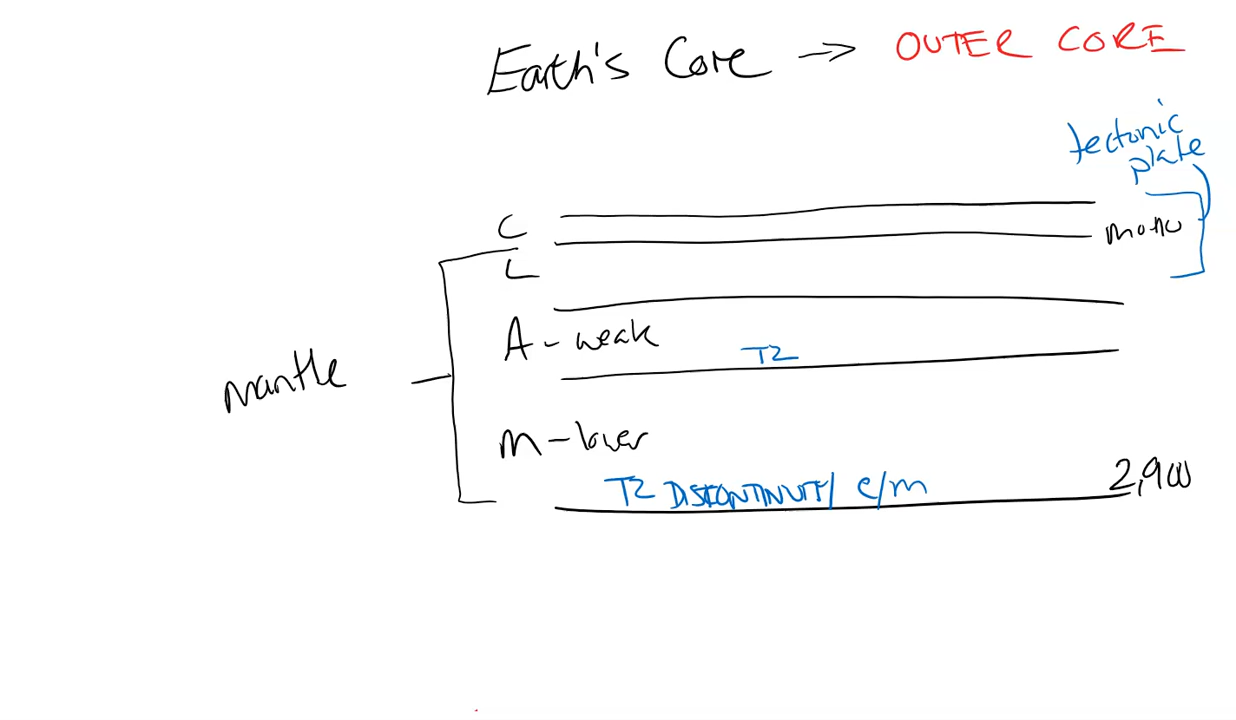 Earth's Core → OUTER CORE
tectonic
plate
C
moho
L
A - weak
TZ
mantle
m - lower
TZ DISCONTINUITY C/m
2,900